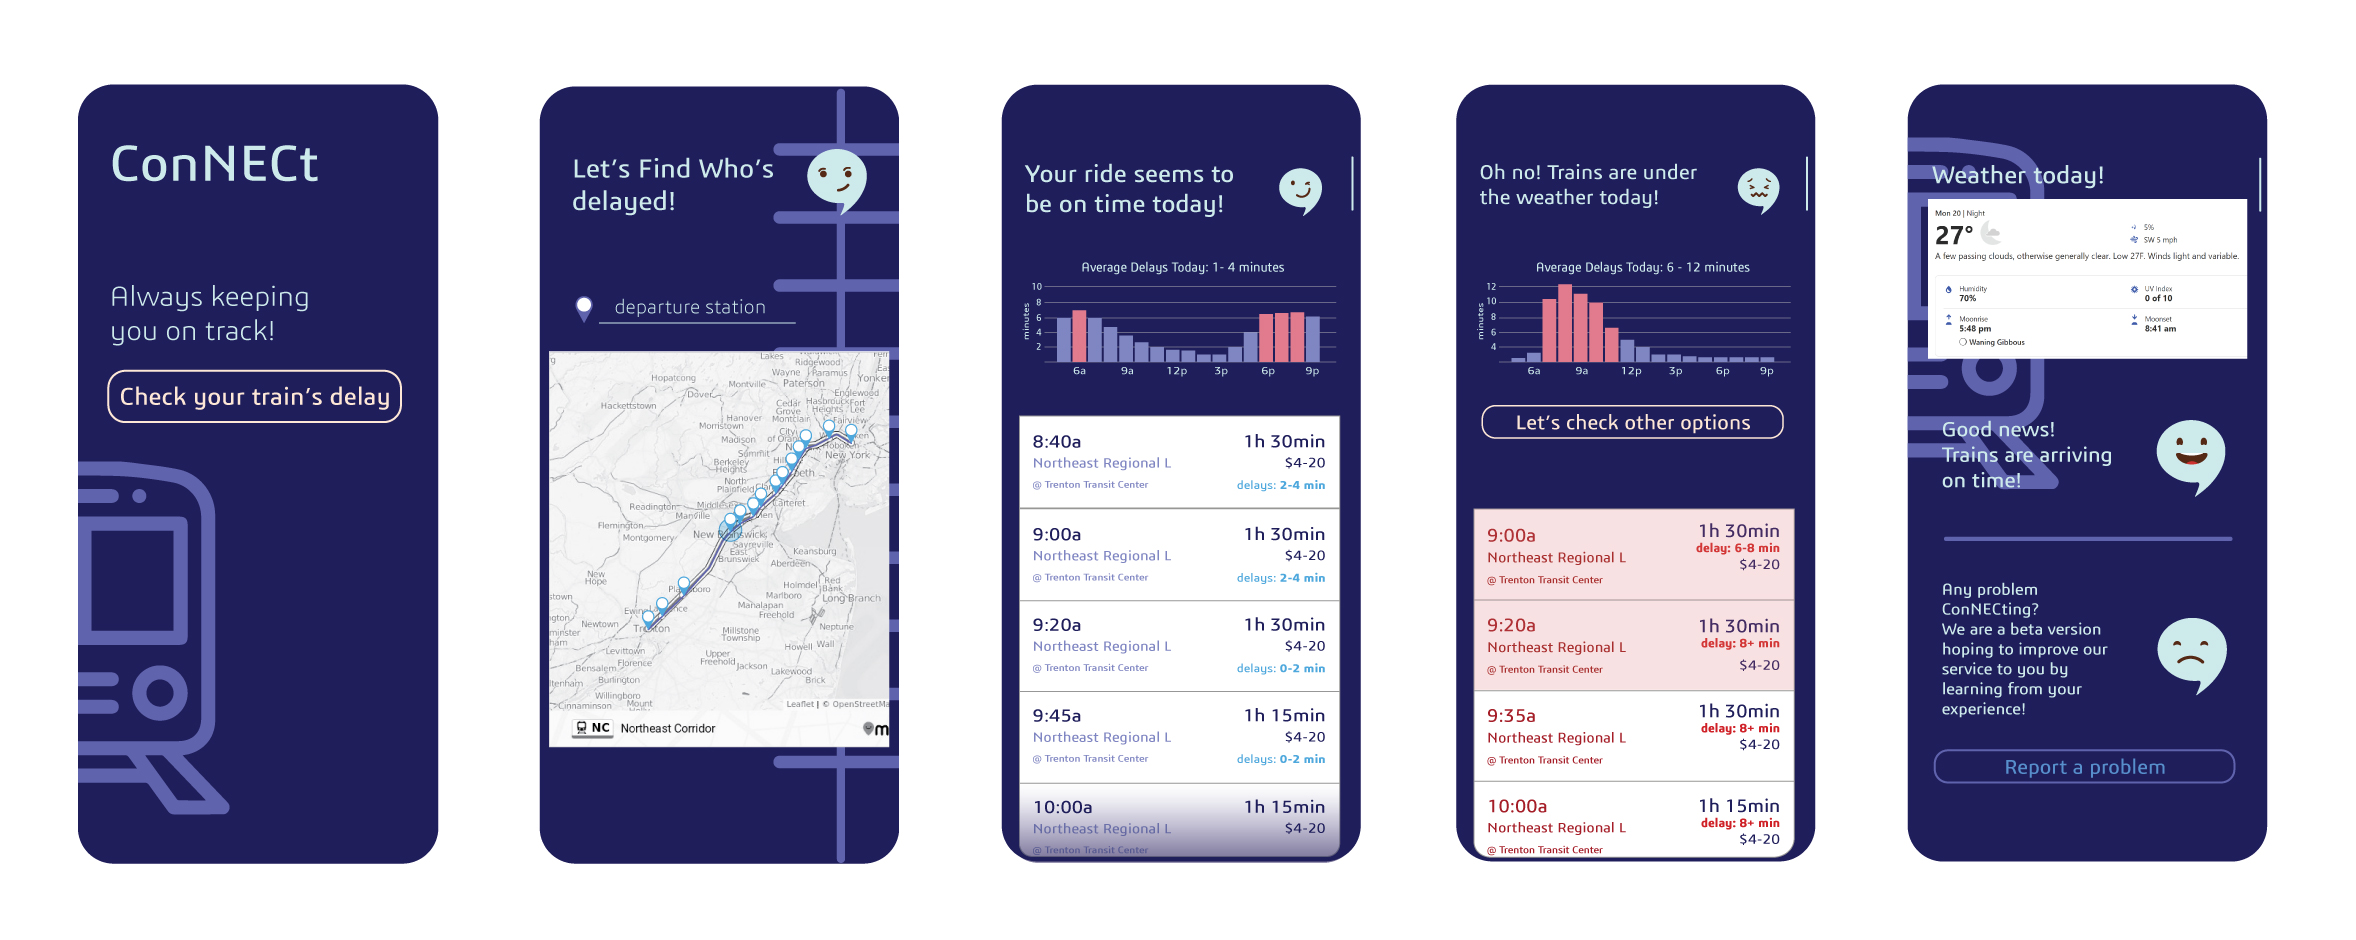 ConNECt
Always keeping
you on track!
Check your train's delay
Let's Find Who's
delayed!
departure station
Lakes
Ridgewood
Wayne
Paramus
Hopatcong
Montville
Paterson
Yonker
Dover
Englewood
Hackettstown
Cedar
Grove
Hasbrouck
Heights
Fort
Lee
Hanover
Montclair
Fairview
Morristown
Madison
City
of Oran
Hoboken
Summit
New York
Berkeley
Heights
North
Plainfield
Readington
Middlese
Carteret
Manville
Flemington
Montgomery
Sayreville
East
Brunswick
Keansburg
Aberdeen
New
Hope
Holmdel
Red
Bank
Marlboro
Long Branch
Manalapan
Freehold
Newtown
Neptune
Millstone
Township
Howell
Wall
Levittown
Florence
Upper
Freehold
Jackson
Bensalem
Burlington
Lakewood
Brick
Willingboro
Cinnaminson
Mount
Leaflet | © OpenStreetMa
NC
Northeast Corridor
m
Your ride seems to
be on time today!
Average Delays Today: 1- 4 minutes
minutes
10
8
6
4
2
6a
9a
12p
3p
6p
9p
8:40a
1h 30min
Northeast Regional L
$4-20
@ Trenton Transit Center
delays: 2-4 min
9:00a
1h 30min
Northeast Regional L
$4-20
@ Trenton Transit Center
delays: 2-4 min
9:20a
1h 30min
Northeast Regional L
$4-20
@ Trenton Transit Center
delays: 0-2 min
9:45a
1h 15min
Northeast Regional L
$4-20
@ Trenton Transit Center
delays: 0-2 min
10:00a
1h 15min
Northeast Regional L
$4-20
@ Trenton Transit Center
Oh no! Trains are under
the weather today!
Average Delays Today: 6 - 12 minutes
minutes
12
10
8
6
4
6a
9a
12p
3p
6p
9p
Let's check other options
9:00a
1h 30min
delay: 6-8 min
Northeast Regional L
$4-20
@ Trenton Transit Center
9:20a
1h 30min
delay: 8+ min
Northeast Regional L
$4-20
@ Trenton Transit Center
9:35a
1h 30min
delay: 8+ min
Northeast Regional L
$4-20
@ Trenton Transit Center
10:00a
1h 15min
delay: 8+ min
Northeast Regional L
$4-20
@ Trenton Transit Center
Weather today!
Mon 20 | Night
27°
5%
SW 5 mph
A few passing clouds, otherwise generally clear. Low 27F. Winds light and variable.
Humidity
70%
UV Index
0 of 10
Moonrise
5:48 pm
Moonset
8:41 am
Waning Gibbous
Good news!
Trains are arriving
on time!
Any problem
ConNECting?
We are a beta version
hoping to improve our
service to you by
learning from your
experience!
Report a problem